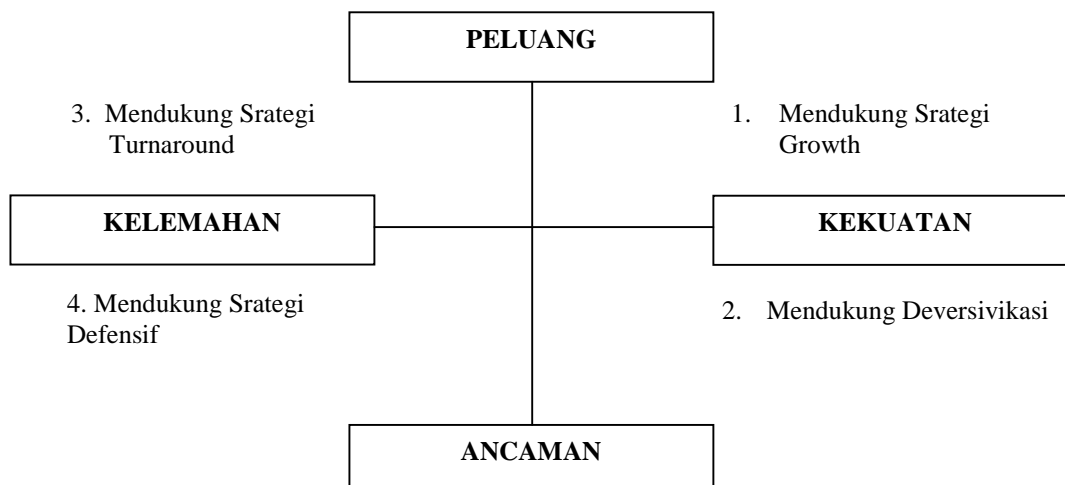 PELUANG
3. Mendukung Srategi
Turnaround
1. Mendukung Srategi
Growth
KELEMAHAN
KEKUATAN
4. Mendukung Srategi
Defensif
2. Mendukung Deversivikasi
ANCAMAN